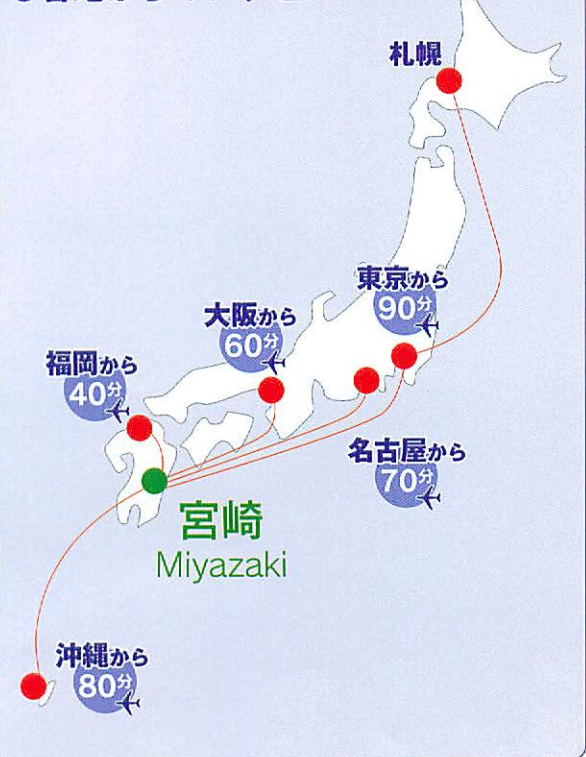 札幌
東京から
90分
大阪から
60分
福岡から
40分
名古屋から
70分
宮崎
Miyazaki
沖縄から
80分